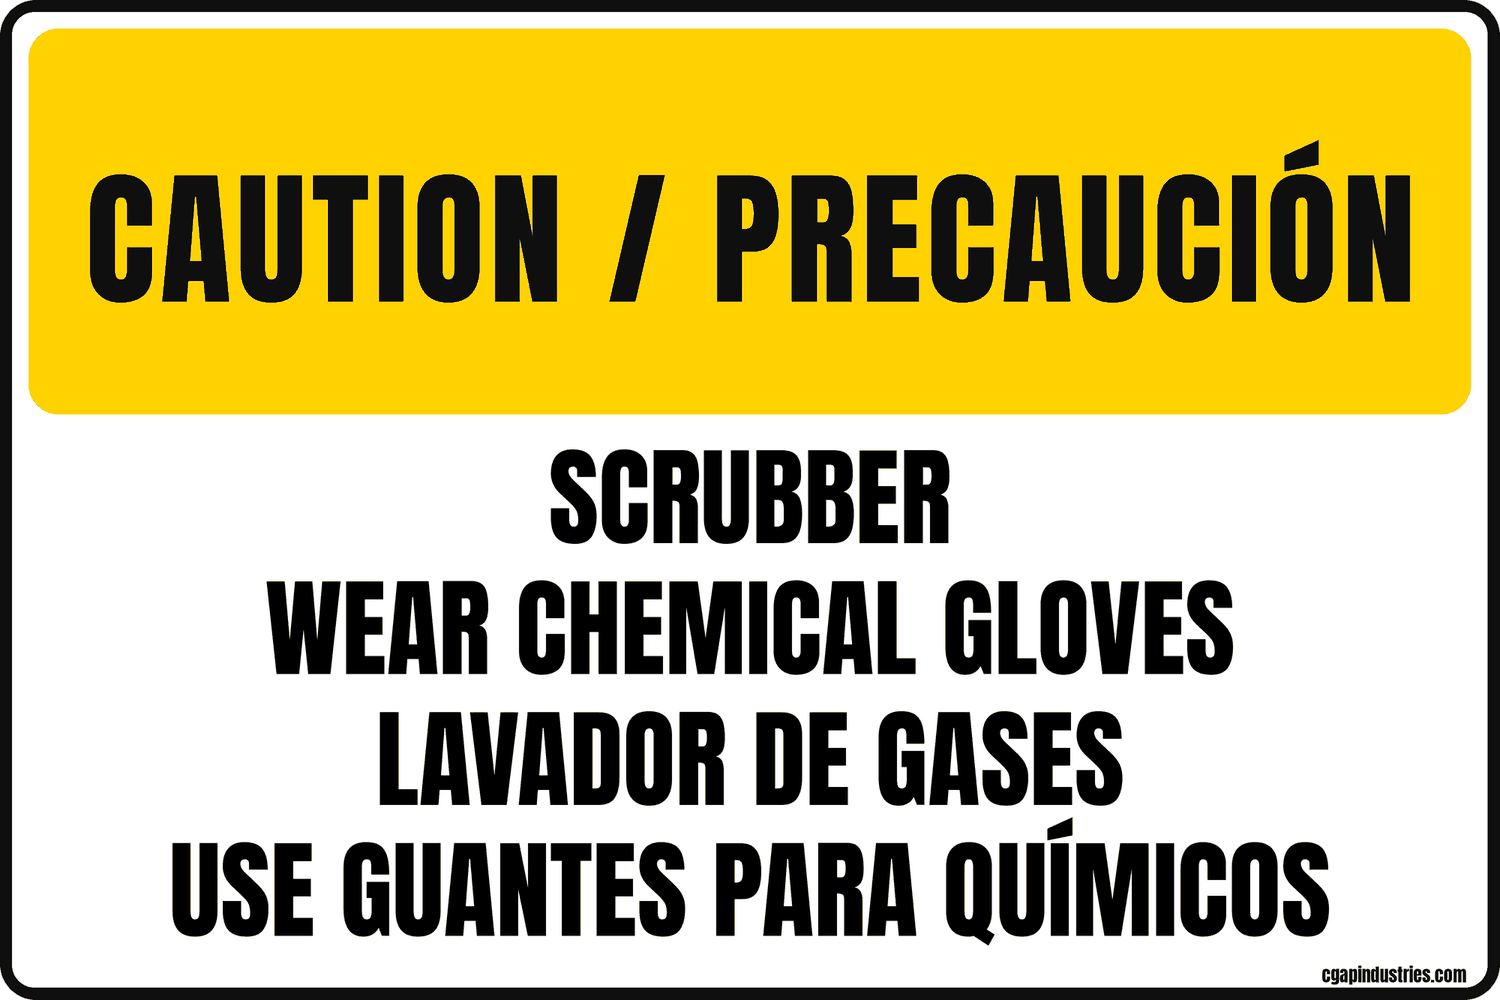 CAUTION / PRECAUCIÓN
SCRUBBER
WEAR CHEMICAL GLOVES
LAVADOR DE GASES
USE GUANTES PARA QUÍMICOS
cgapindustries.com